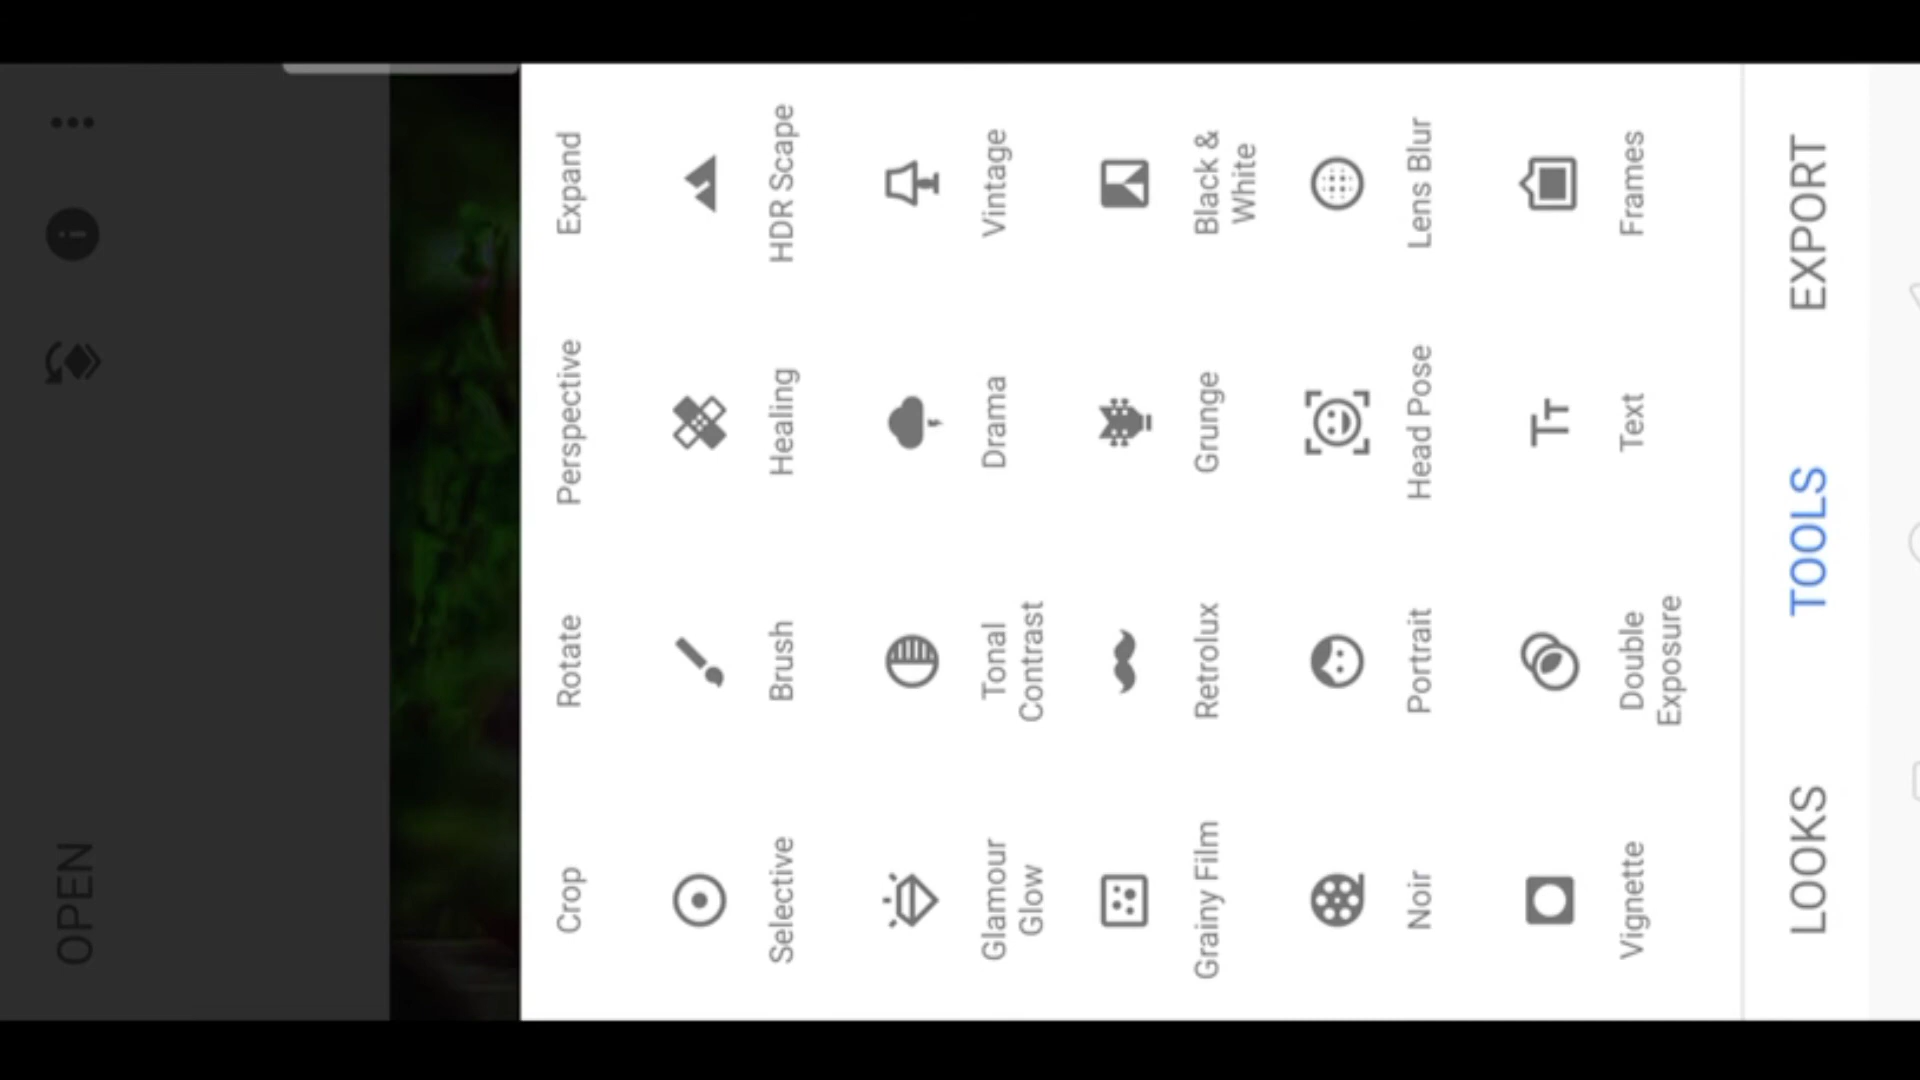 OPEN
Crop
Rotate
Perspective
Expand
Selective
Brush
Healing
HDR Scape
Glamour
Glow
Tonal
Contrast
Drama
Vintage
Grainy Film
Retrolux
Grunge
Black &
White
Noir
Portrait
Head Pose
Lens Blur
Vignette
Double
Exposure
Text
Frames
LOOKS
TOOLS
EXPORT